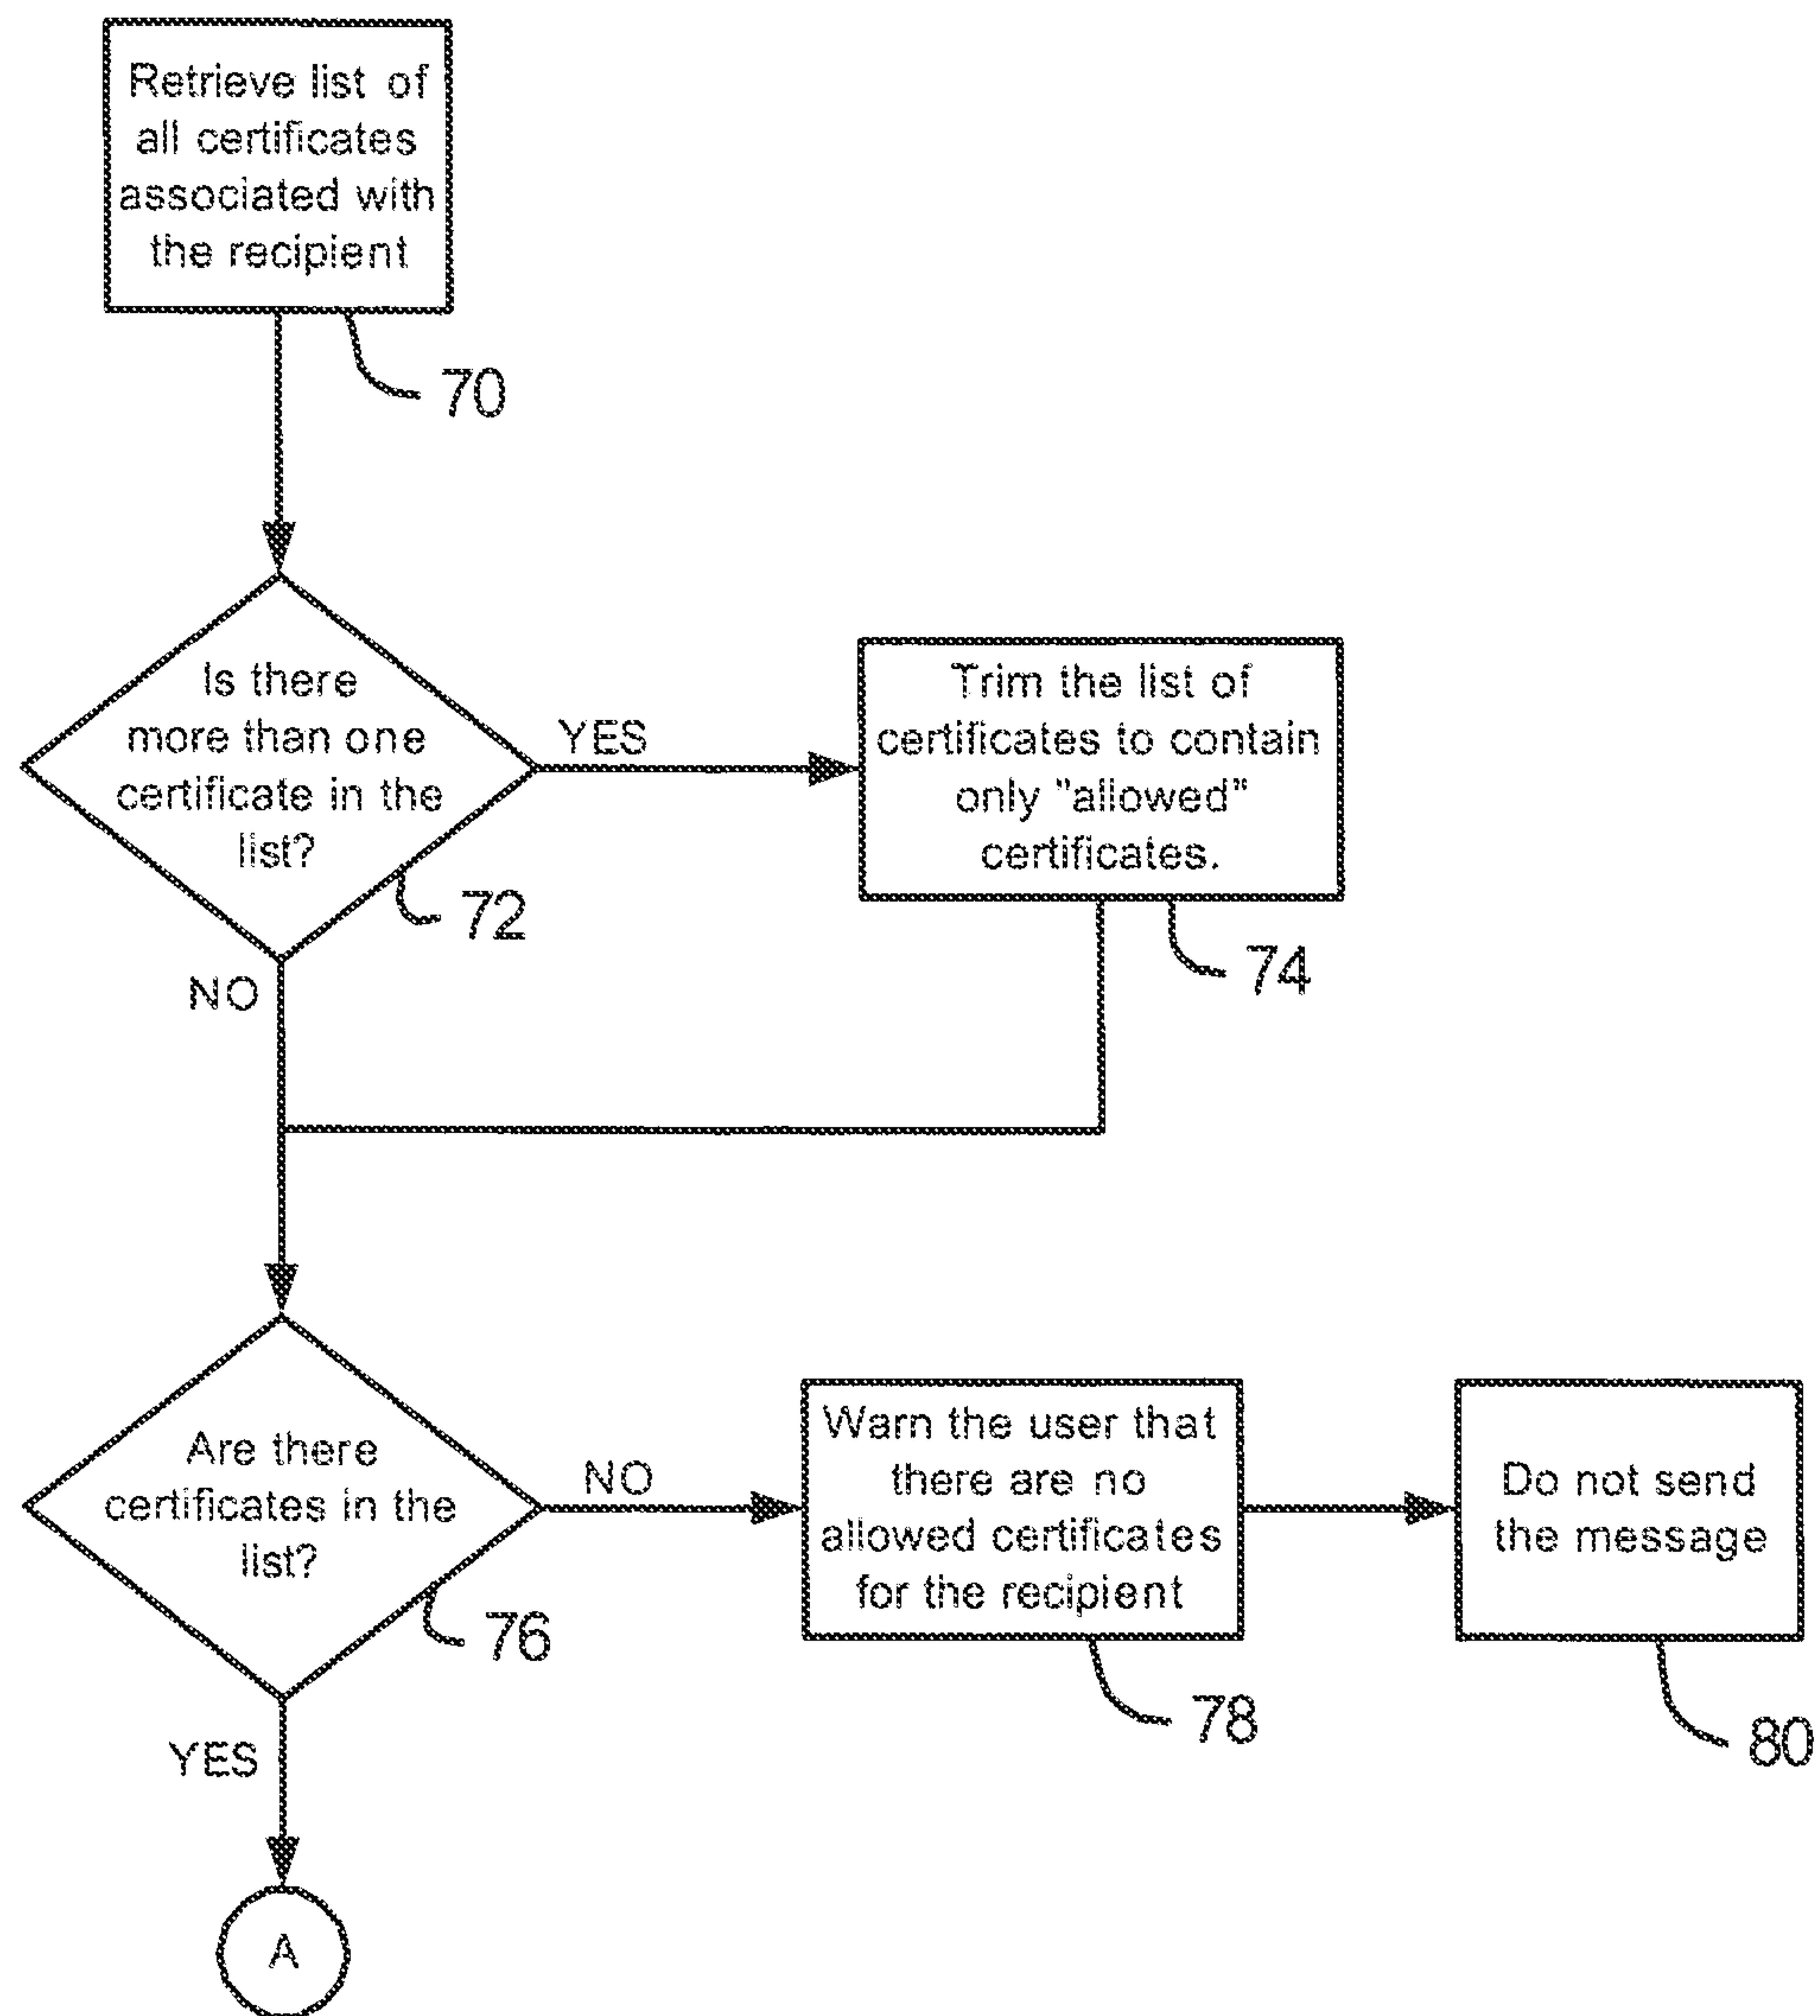 Retrieve list of
all certificates
associated with
the recipient
70
Is there
more than one
certificate in the
list?
72
YES
Trim the list of
certificates to contain
only "allowed"
certificates.
74
NO
Are there
certificates in the
list?
76
NO
Warn the user that
there are no
allowed certificates
for the recipient
78
Do not send
the message
80
YES
A